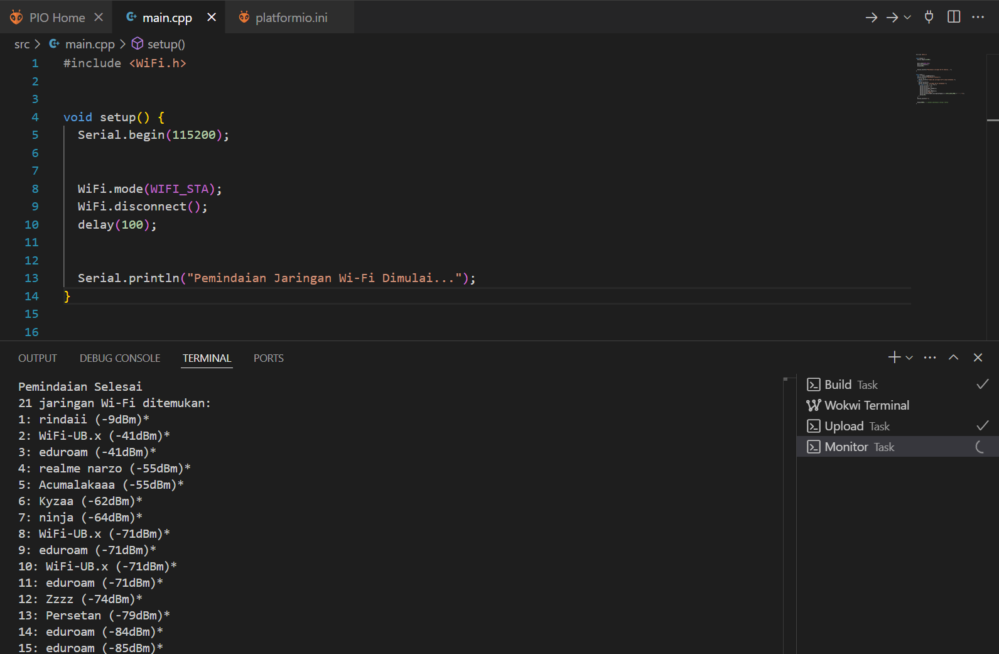 PIO Home
main.cpp
platformio.ini
src > main.cpp > setup()
1 #include <WiFi.h>
2
3
4 void setup() {
5 Serial.begin(115200);
6
7
8 WiFi.mode(WIFI_STA);
9 WiFi.disconnect();
10 delay(100);
11
12
13 Serial.println("Pemindaian Jaringan Wi-Fi Dimulai...");
14 }
15
16
OUTPUT DEBUG CONSOLE TERMINAL PORTS
Pemindaian Selesai
21 jaringan Wi-Fi ditemukan:
1: rindaii (-9dBm)*
2: WiFi-UB.x (-41dBm)*
3: eduroam (-41dBm)*
4: realme narzo (-55dBm)*
5: Acumalakaaa (-55dBm)*
6: Kyzaa (-62dBm)*
7: ninja (-64dBm)*
8: WiFi-UB.x (-71dBm)*
9: eduroam (-71dBm)*
10: WiFi-UB.x (-71dBm)*
11: eduroam (-71dBm)*
12: Zzzz (-74dBm)*
13: Persetan (-79dBm)*
14: eduroam (-84dBm)*
15: eduroam (-85dBm)*
Build Task
Wokwi Terminal
Upload Task
Monitor Task